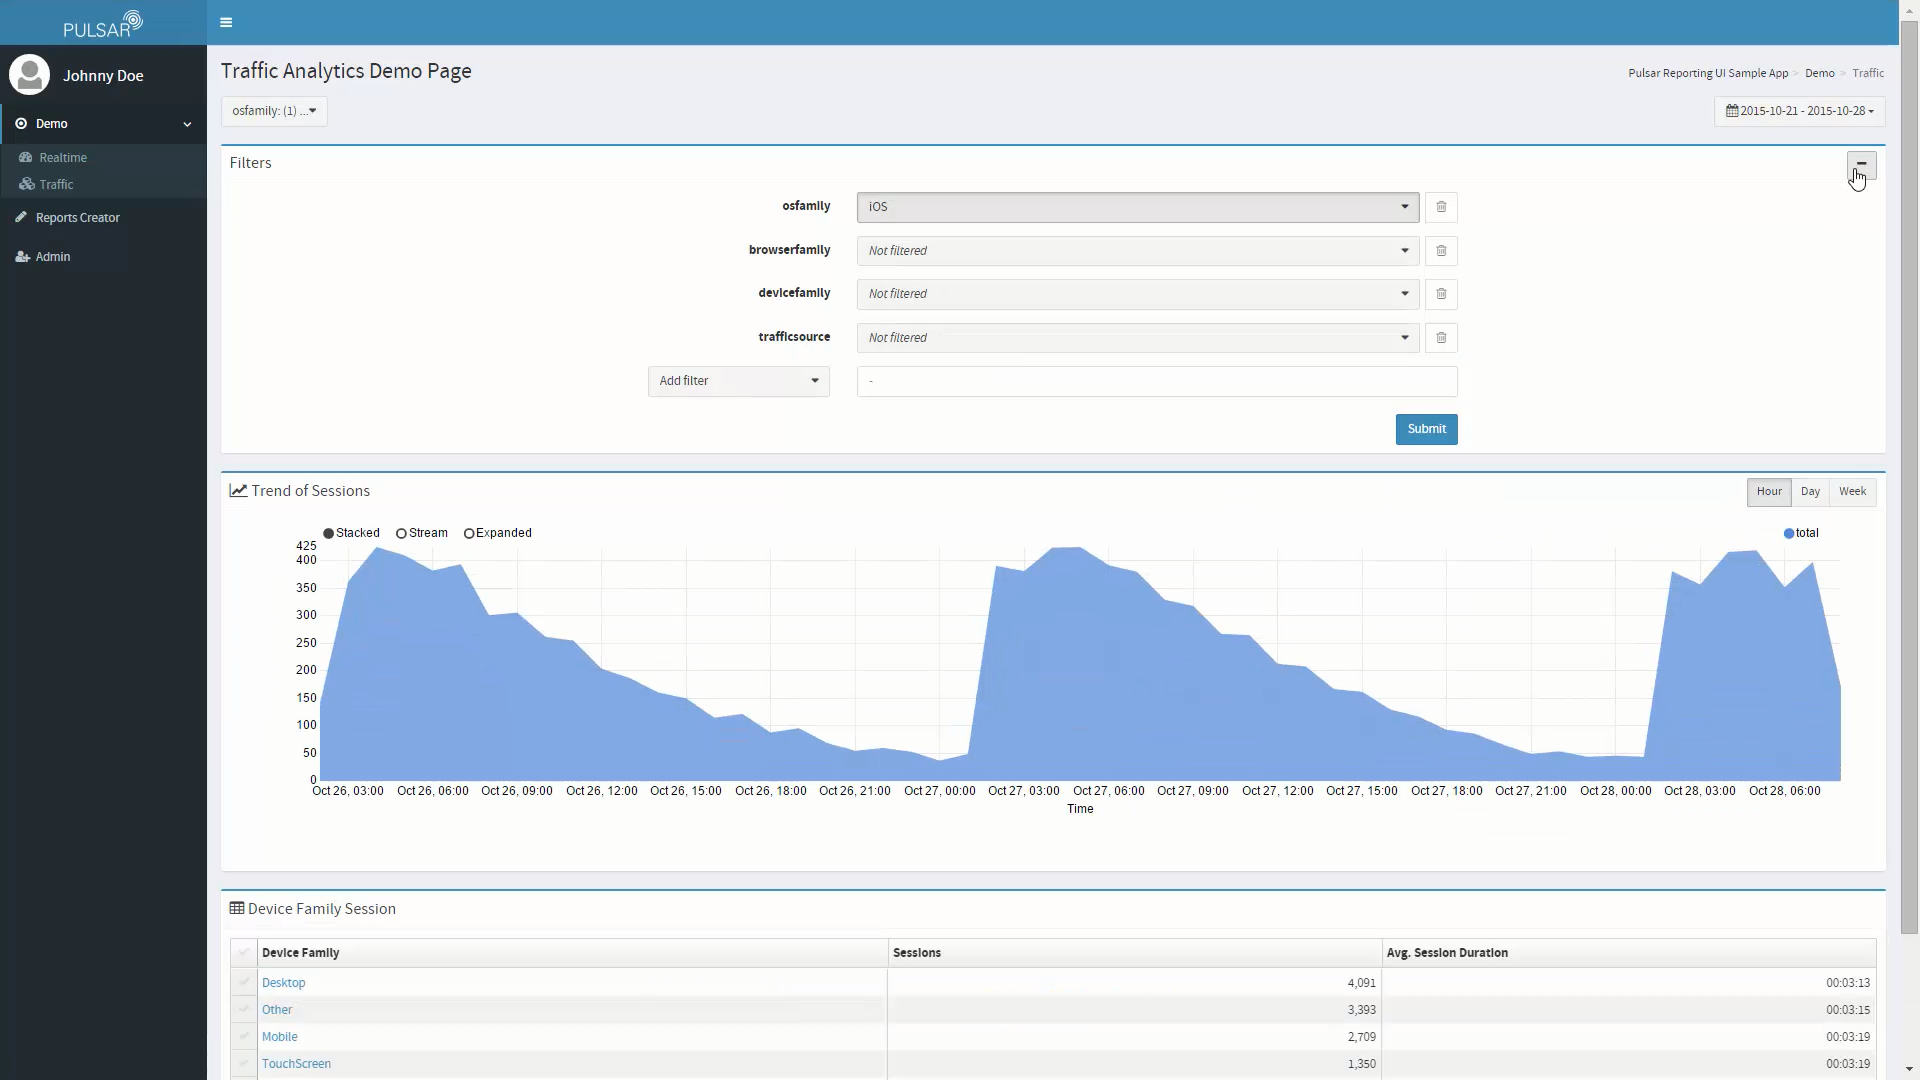 PULSAR
Johnny Doe
Demo
Realtime
Traffic
Reports Creator
Admin
Traffic Analytics Demo Page
Pulsar Reporting UI Sample App > Demo > Traffic
osfamily: (1) ...
2015-10-21 - 2015-10-28
Filters
osfamily iOS
browserfamily Not filtered
devicefamily Not filtered
trafficsource Not filtered
Add filter -
Submit
Trend of Sessions
Hour Day Week
Stacked Stream Expanded
total
425
400
350
300
250
200
150
100
50
0
Oct 26, 03:00 Oct 26, 06:00 Oct 26, 09:00 Oct 26, 12:00 Oct 26, 15:00 Oct 26, 18:00 Oct 26, 21:00 Oct 27, 00:00 Oct 27, 03:00 Oct 27, 06:00 Oct 27, 09:00 Oct 27, 12:00 Oct 27, 15:00 Oct 27, 18:00 Oct 27, 21:00 Oct 28, 00:00 Oct 28, 03:00 Oct 28, 06:00
Time
Device Family Session
Device Family Sessions Avg. Session Duration
Desktop 4,091 00:03:13
Other 3,393 00:03:15
Mobile 2,709 00:03:19
TouchScreen 1,350 00:03:19